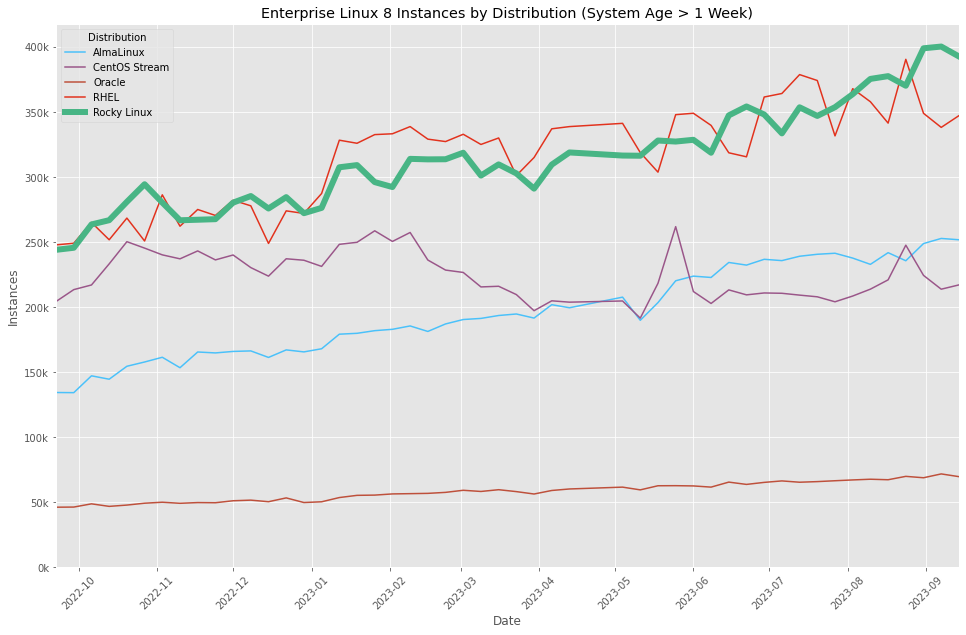 Enterprise Linux 8 Instances by Distribution (System Age > 1 Week)
Distribution
AlmaLinux
CentOS Stream
Oracle
RHEL
Rocky Linux
400k
350k
300k
250k
200k
150k
100k
50k
0k
Instances
2022-10
2022-11
2022-12
2023-01
2023-02
2023-03
2023-04
2023-05
2023-06
2023-07
2023-08
2023-09
Date